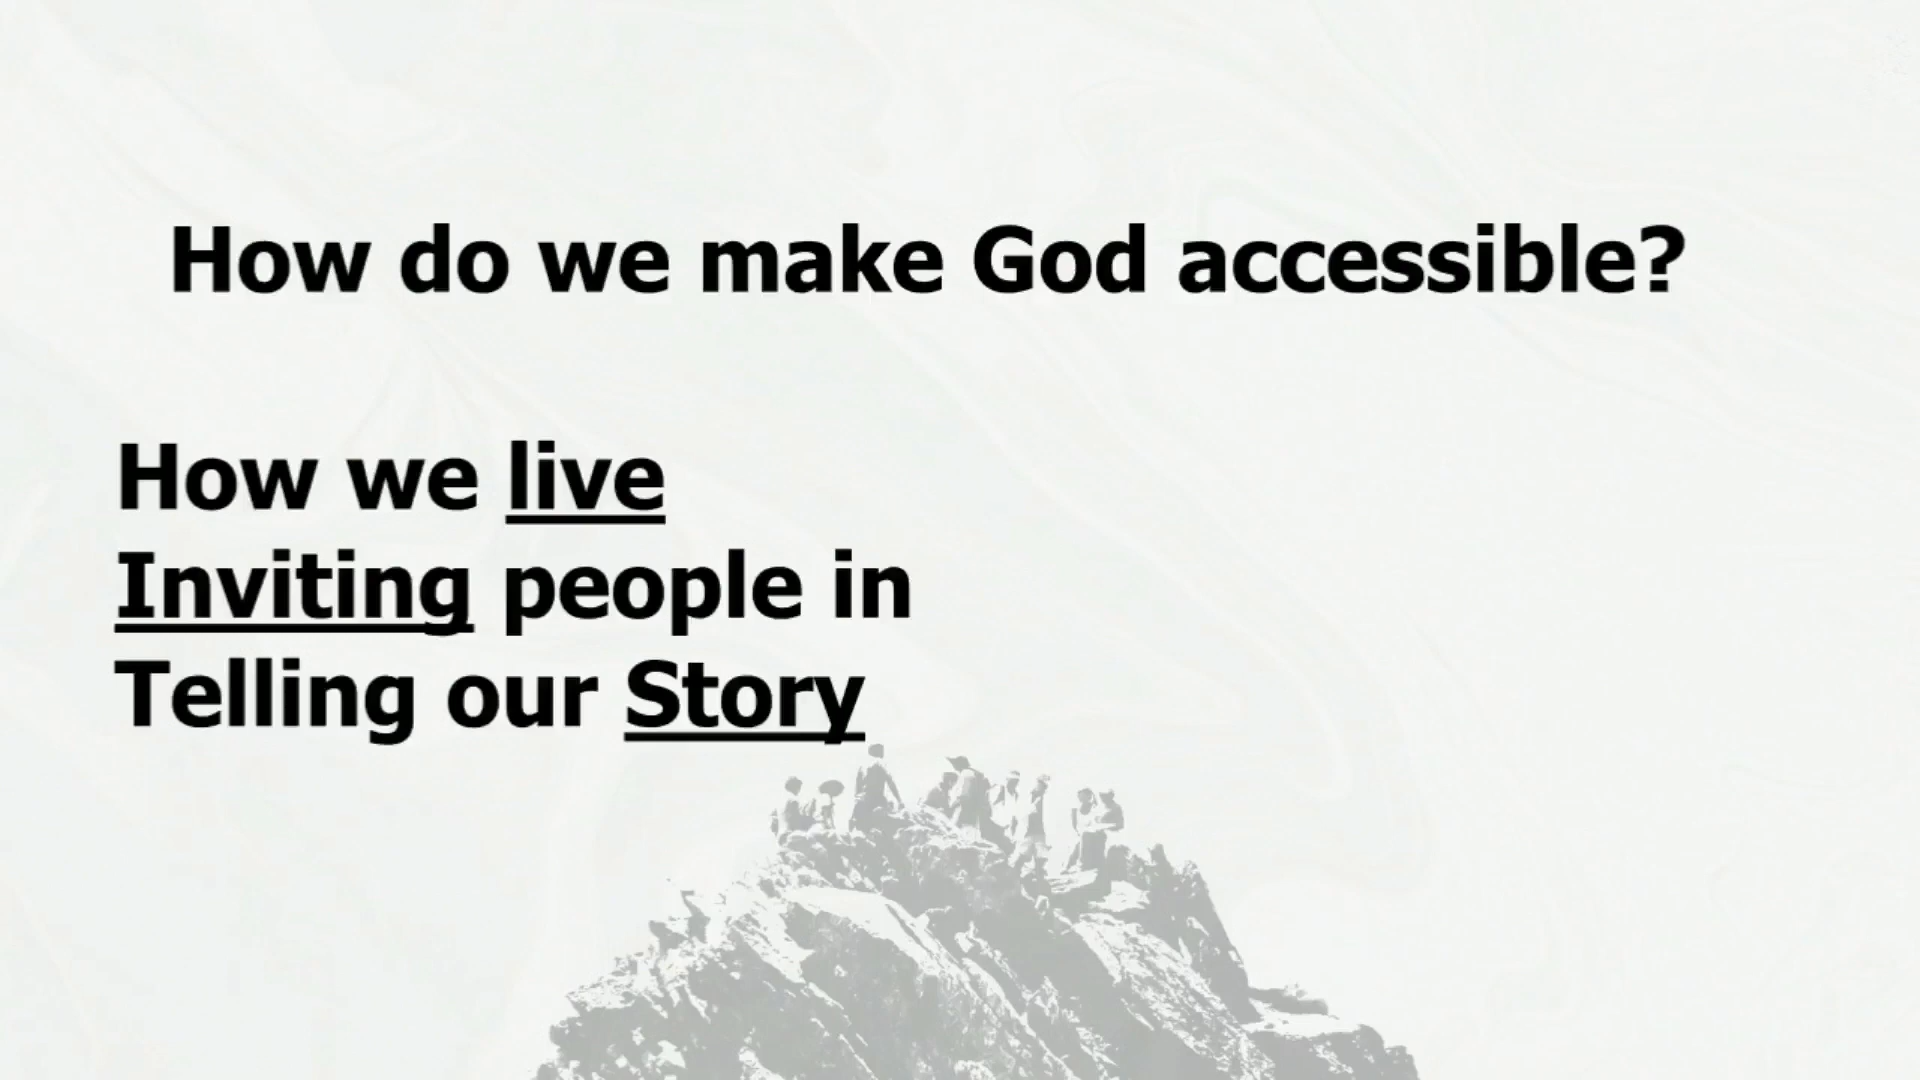 How do we make God accessible?
How we live
Inviting people in
Telling our Story